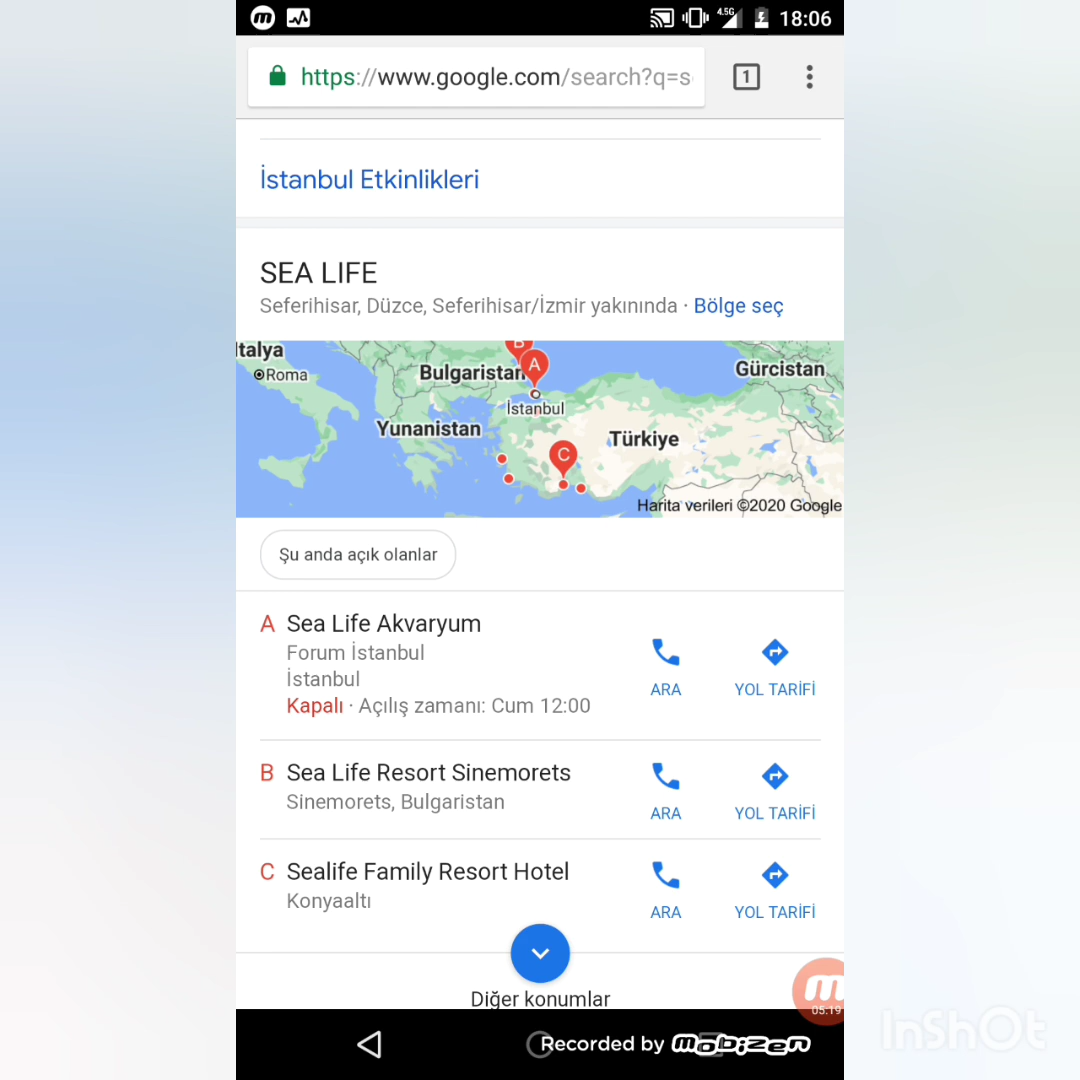 4.5G 18:06
https://www.google.com/search?q=s
1
İstanbul Etkinlikleri
SEA LIFE
Seferihisar, Düzce, Seferihisar/İzmir yakınında · Bölge seç
talya
Roma
Bulgaristan
B
A
Gürcistan
İstanbul
Yunanistan
Türkiye
C
Harita verileri ©2020 Google
Şu anda açık olanlar
A Sea Life Akvaryum
Forum İstanbul
İstanbul
Kapalı · Açılış zamanı: Cum 12:00
ARA YOL TARİFİ
B Sea Life Resort Sinemorets
Sinemorets, Bulgaristan
ARA YOL TARİFİ
C Sealife Family Resort Hotel
Konyaaltı
ARA YOL TARİFİ
Diğer konumlar
m
05:19
Recorded by mobizen
InShOt